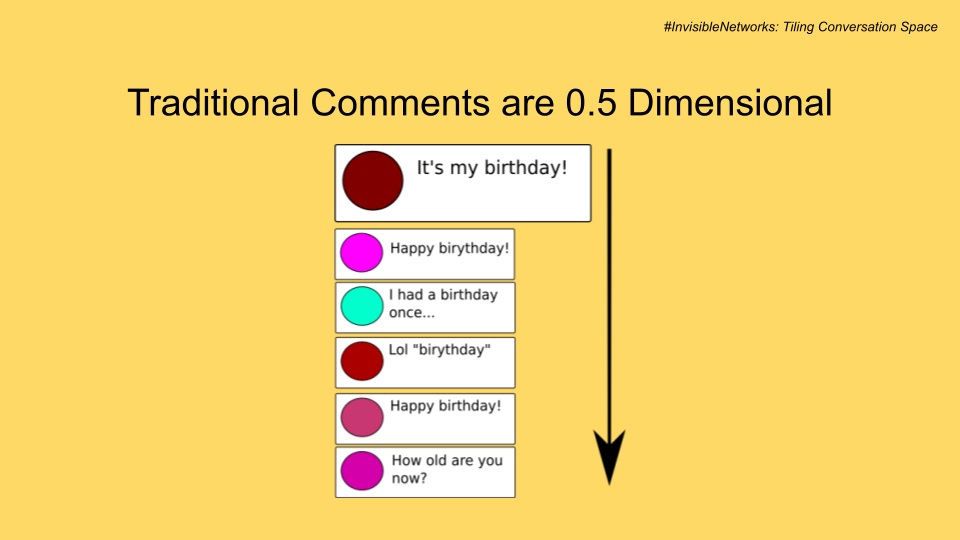 #InvisibleNetworks: Tiling Conversation Space
Traditional Comments are 0.5 Dimensional
It's my birthday!
Happy birythday!
I had a birthday
once...
Lol "birythday"
Happy birthday!
How old are you
now?